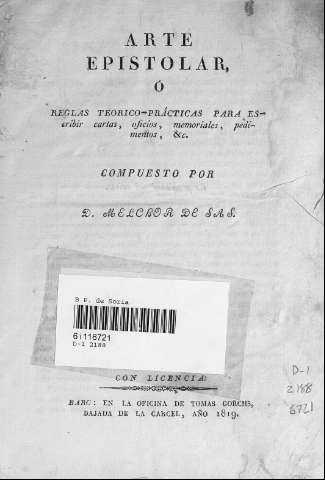 ARTE
EPISTOLAR,
Ó
REGLAS TEORICO-PRÁCTICAS PARA ES-
cribir cartas, oficios, memoriales, pedi-
mentos, &c.
COMPUESTO POR
D. MELCHOR DE SAS.
B P. de Soria
61116721
D-1 2188
CON LICENCIA:
BARC: EN LA OFICINA DE TOMAS GORCHS,
BAJADA DE LA CARCEL, AÑO 1819.
D-1
2188
6721